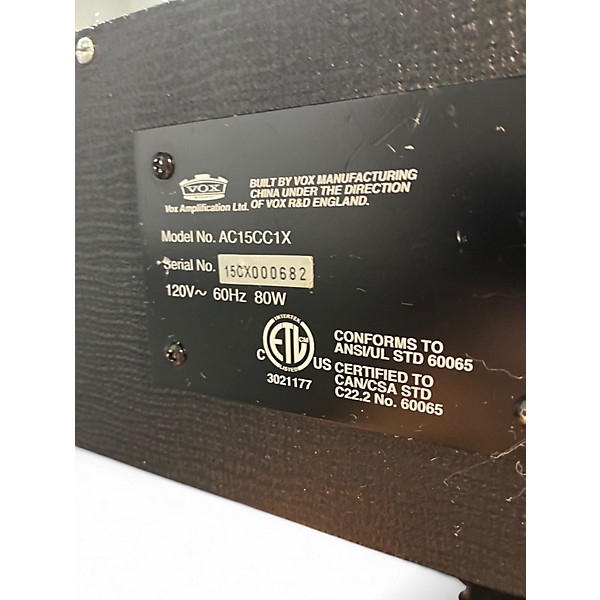 VOX
Vox Amplification Ltd.
BUILT BY VOX MANUFACTURING
CHINA UNDER THE DIRECTION
OF VOX R&D ENGLAND.
Model No. AC15CC1X
Serial No. 15CX000682
120V~ 60Hz 80W
INTERTEK
C ETL CM US
LISTED
3021177
CONFORMS TO
ANSI/UL STD 60065
CERTIFIED TO
CAN/CSA STD
C22.2 No. 60065